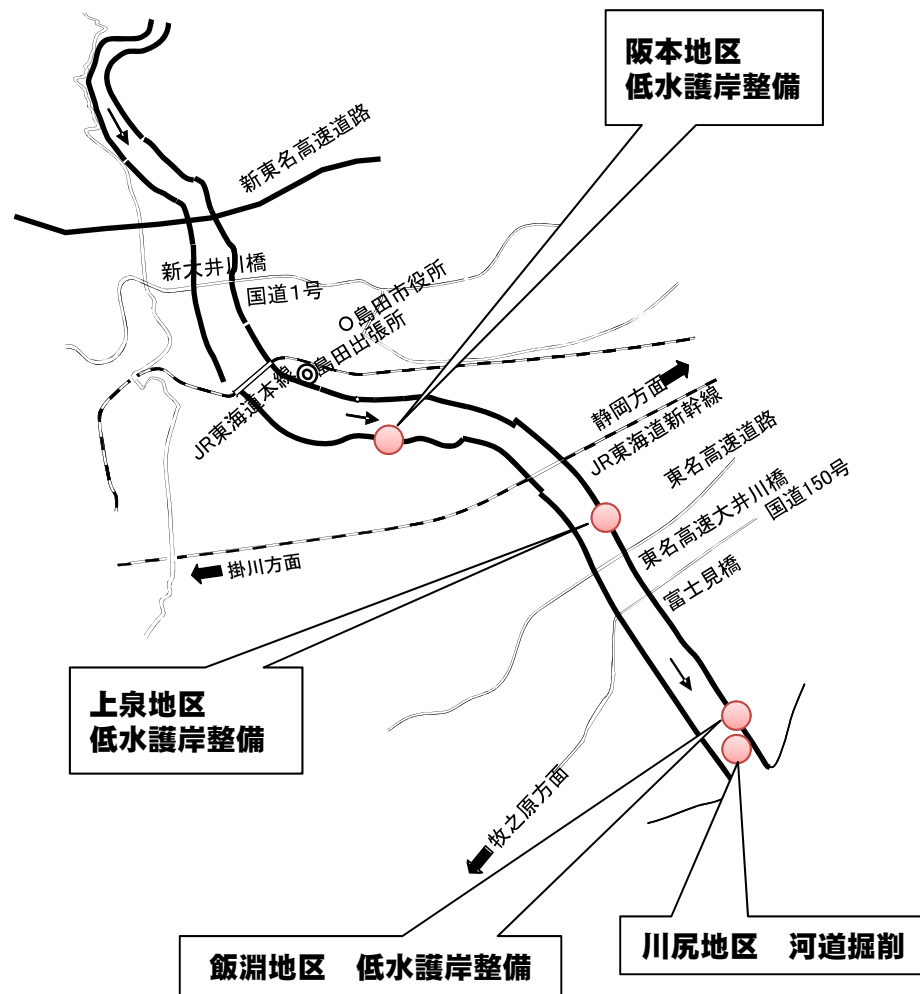 阪本地区
低水護岸整備
新東名高速道路
新大井川橋
国道1号
島田市役所
島田出張所
JR東海道本線
静岡方面
JR東海道新幹線
東名高速道路
東名高速大井川橋
国道150号
富士見橋
掛川方面
上泉地区
低水護岸整備
牧之原方面
飯淵地区　低水護岸整備
川尻地区　河道掘削